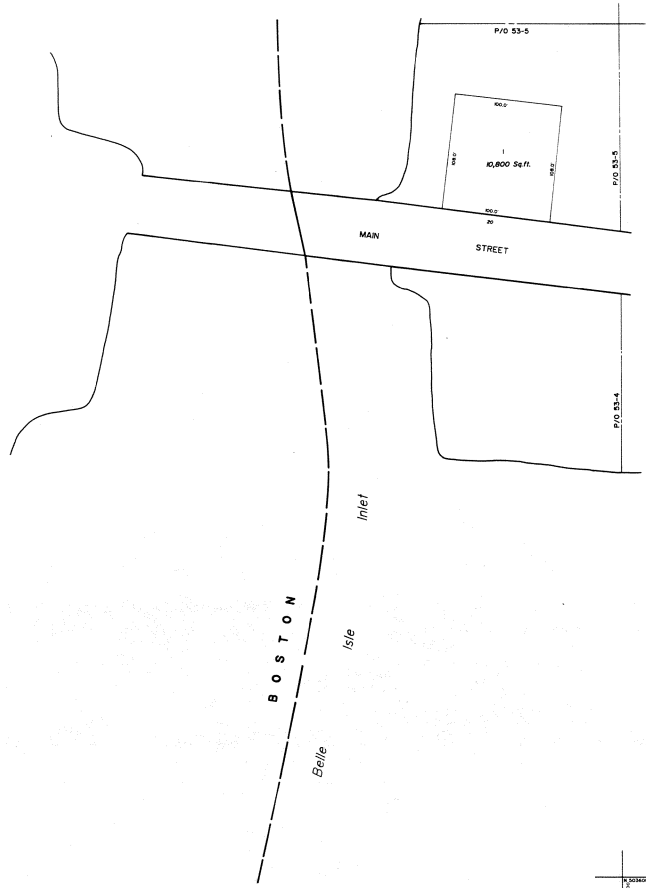 P/O 53-5
100.0'
108.0'
1
10,800 Sq.ft.
108.0'
P/O 53-5
100.0'
20
MAIN STREET
P/O 53-4
Inlet
BOSTON
Isle
Belle